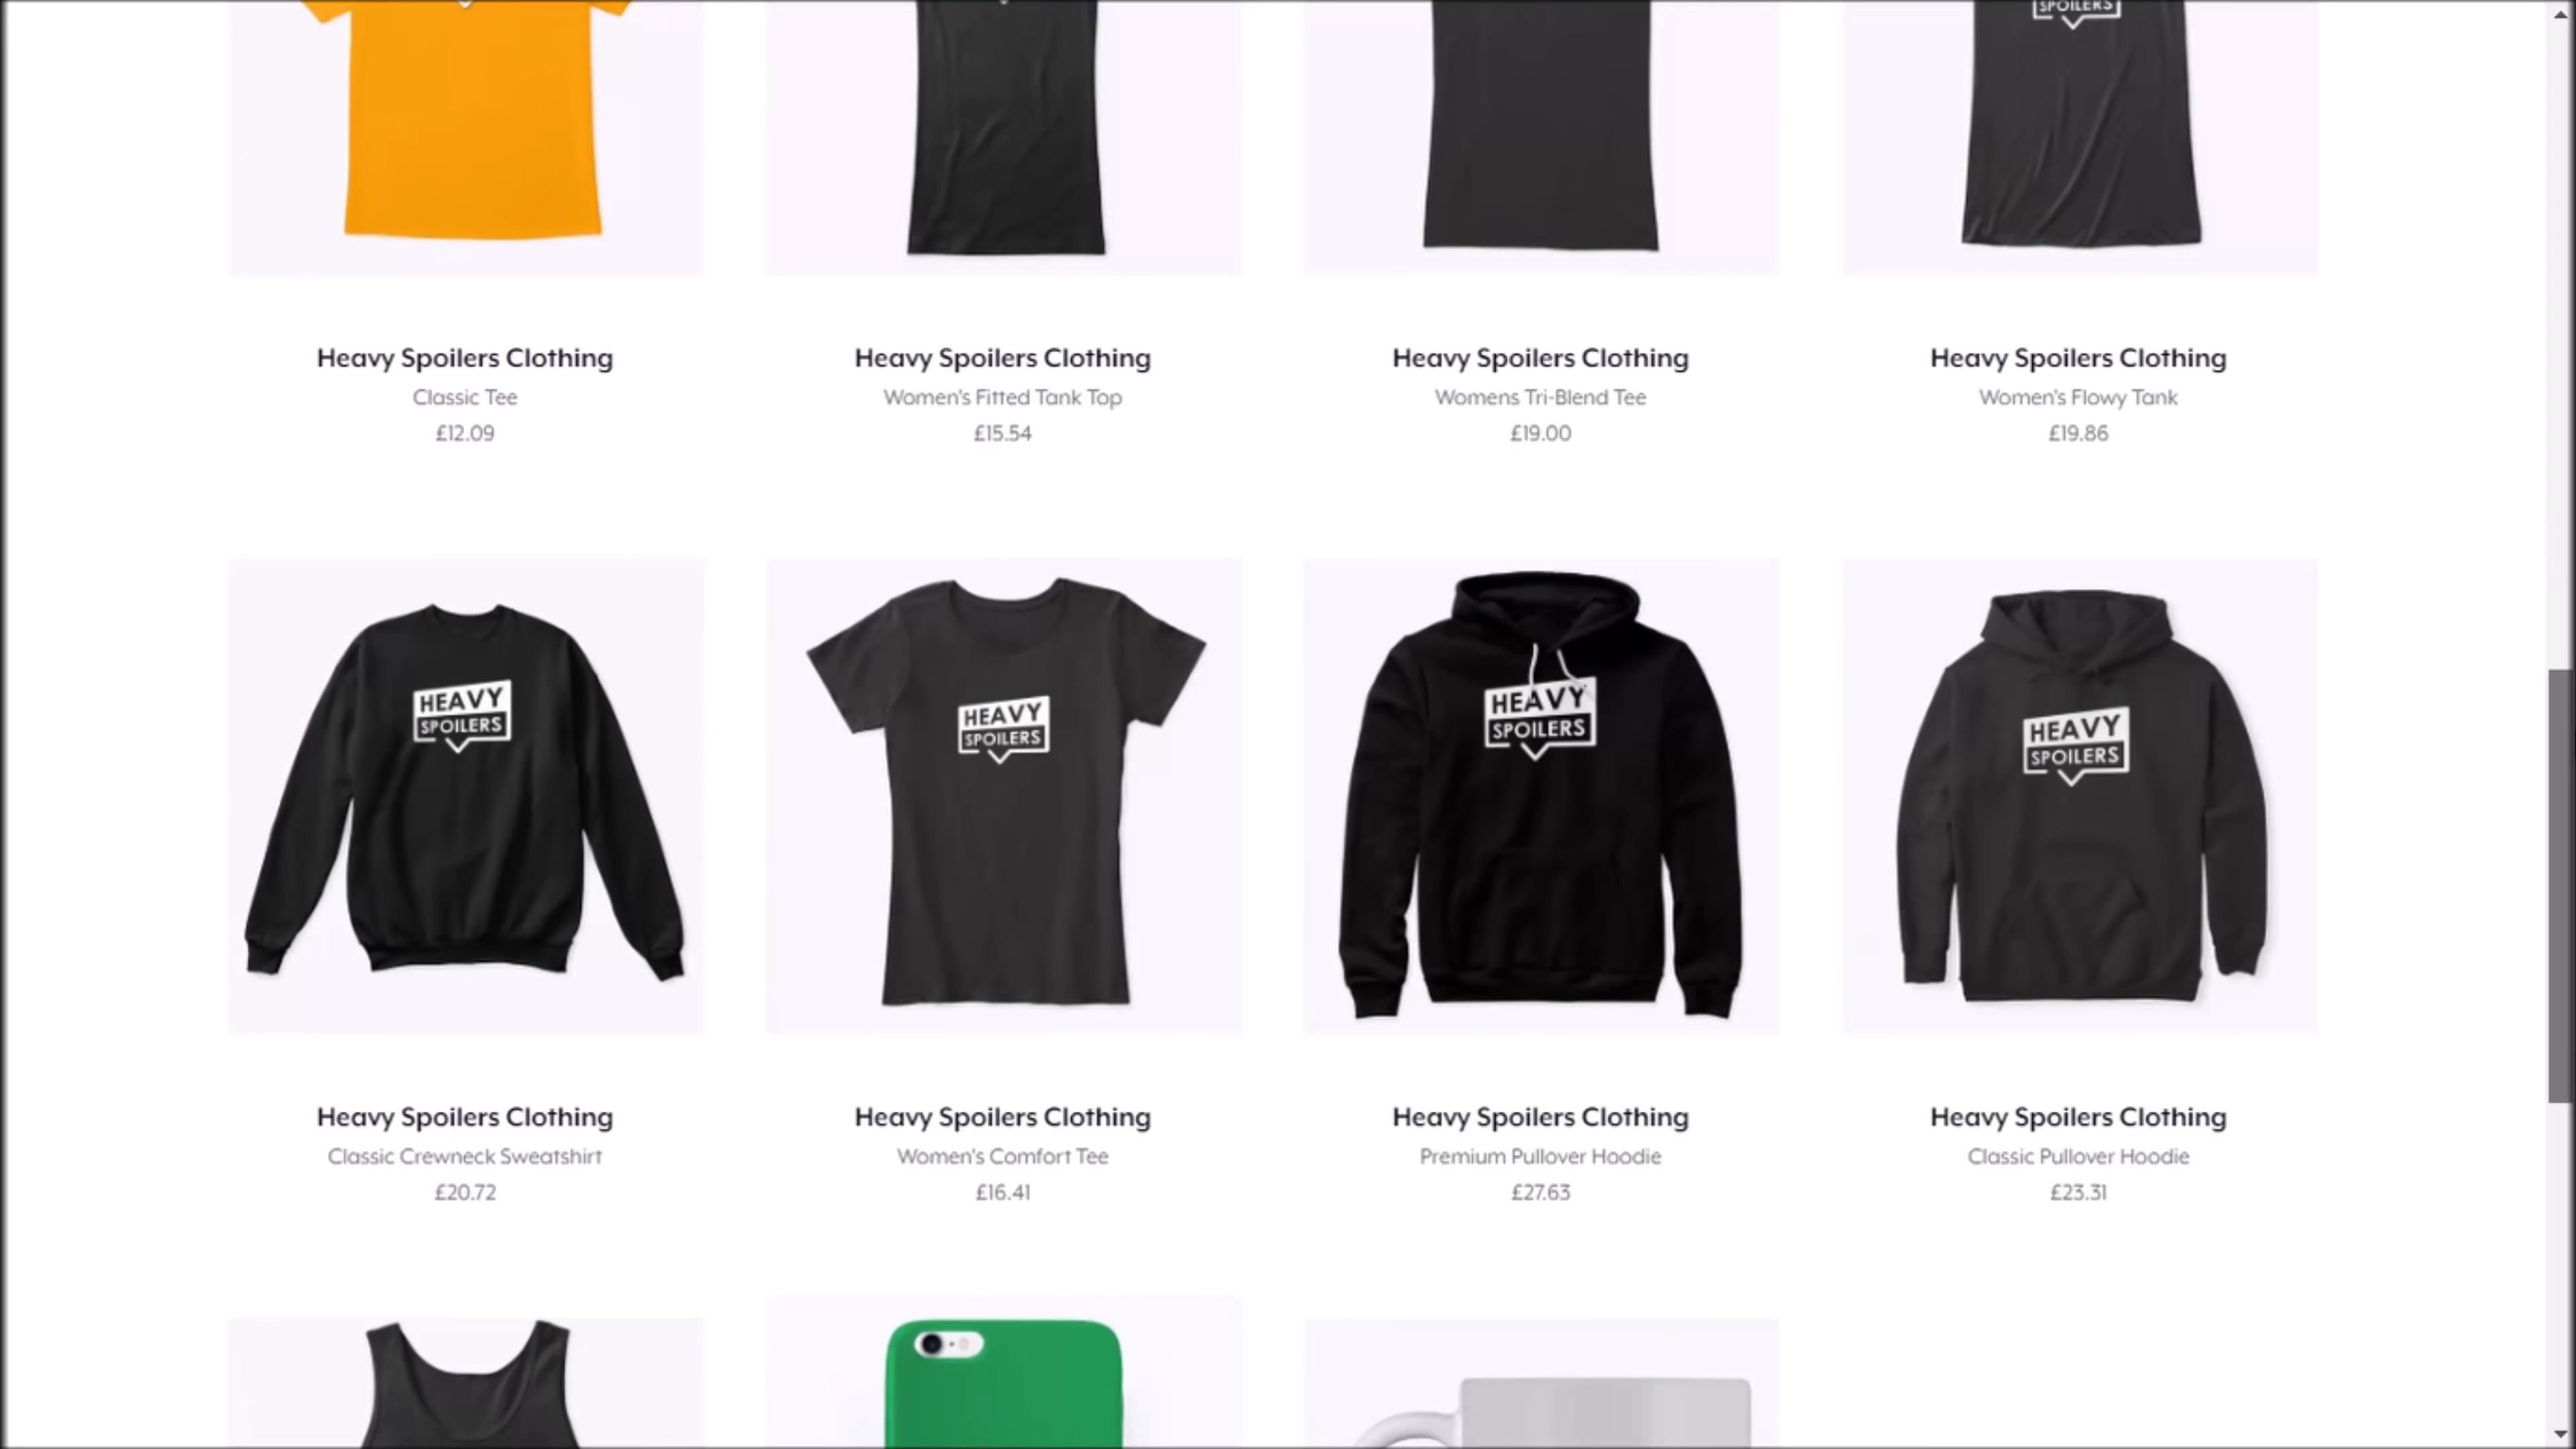 SPOILERS
Heavy Spoilers Clothing
Classic Tee
£12.09
Heavy Spoilers Clothing
Women's Fitted Tank Top
£15.54
Heavy Spoilers Clothing
Womens Tri-Blend Tee
£19.00
Heavy Spoilers Clothing
Women's Flowy Tank
£19.86
HEAVY
SPOILERS
HEAVY
SPOILERS
HEAVY
SPOILERS
HEAVY
SPOILERS
Heavy Spoilers Clothing
Classic Crewneck Sweatshirt
£20.72
Heavy Spoilers Clothing
Women's Comfort Tee
£16.41
Heavy Spoilers Clothing
Premium Pullover Hoodie
£27.63
Heavy Spoilers Clothing
Classic Pullover Hoodie
£23.31